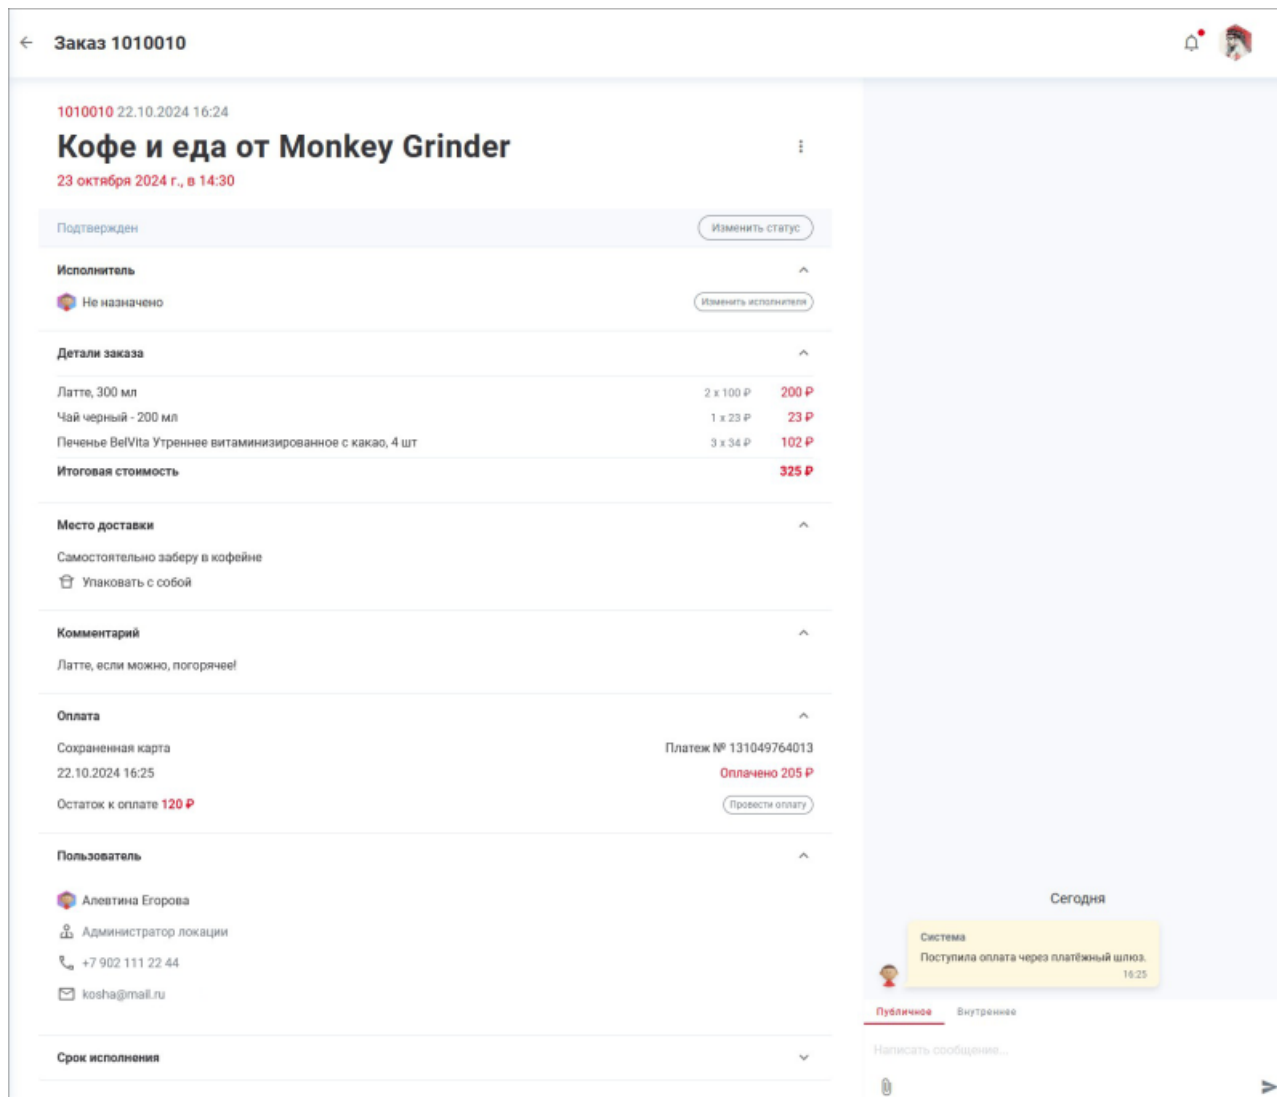 Заказ 1010010
1010010 22.10.2024 16:24
Кофе и еда от Monkey Grinder
23 октября 2024 г., в 14:30
Подтвержден
Изменить статус
Исполнитель
Не назначено
Изменить исполнителя
Детали заказа
Латте, 300 мл 2 x 100 ₽ 200 ₽
Чай черный - 200 мл 1 x 23 ₽ 23 ₽
Печенье BelVita Утреннее витаминизированное с какао, 4 шт 3 x 34 ₽ 102 ₽
Итоговая стоимость 325 ₽
Место доставки
Самостоятельно заберу в кофейне
Упаковать с собой
Комментарий
Латте, если можно, погорячее!
Оплата
Сохраненная карта Платеж № 131049764013
22.10.2024 16:25 Оплачено 205 ₽
Остаток к оплате 120 ₽ Провести оплату
Пользователь
Алевтина Егорова
Администратор локации
+7 902 111 22 44
kosha@mail.ru
Срок исполнения
Сегодня
Система
Поступила оплата через платёжный шлюз.
16:25
Публичное Внутреннее
Написать сообщение...